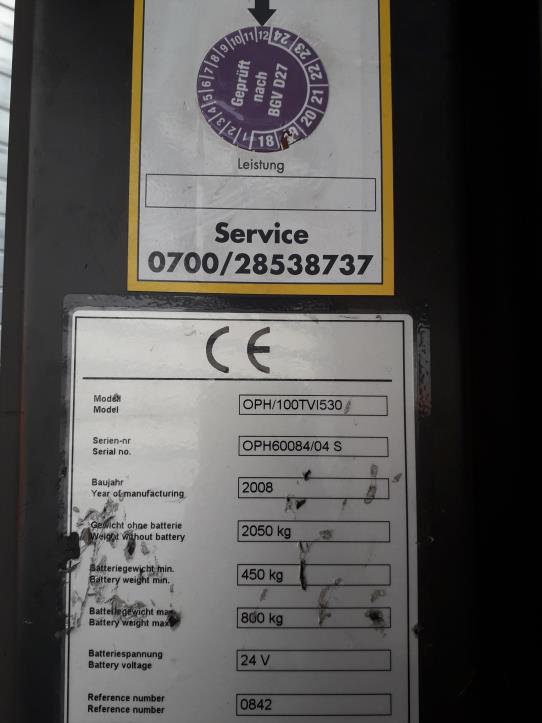 1 2 3 4 5 6 7 8 9 10 11 12
24 23 22 21 20 19 18
Geprüft
nach
BGV D27
Leistung
Service
0700/28538737
CE
Modell
Model
OPH/100TVI530
Serien-nr
Serial no.
OPH60084/04 S
Baujahr
Year of manufacturing
2008
Gewicht ohne batterie
Weight without battery
2050 kg
Batteriegewicht min.
Battery weight min.
450 kg
Batteriegewicht max
Battery weight max
800 kg
Batteriespannung
Battery voltage
24 V
Reference number
Reference number
0842